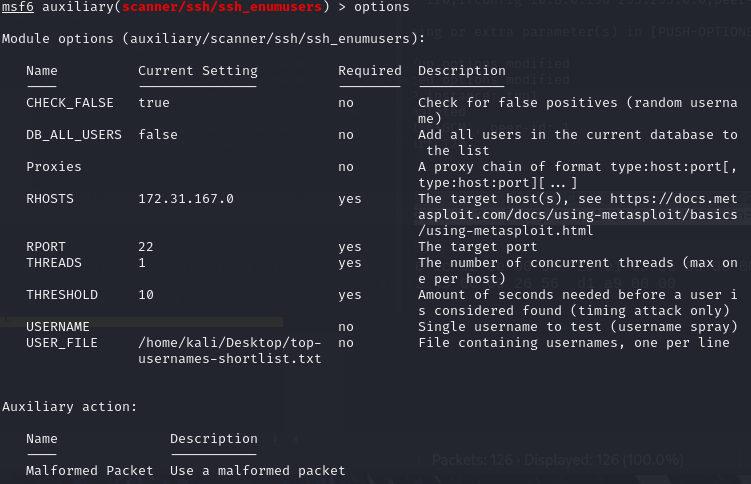 msf6 auxiliary(scanner/ssh/ssh_enumusers) > options
Module options (auxiliary/scanner/ssh/ssh_enumusers):
Name Current Setting Required Description
CHECK_FALSE true no Check for false positives (random userna
me)
DB_ALL_USERS false no Add all users in the current database to
the list
Proxies no A proxy chain of format type:host:port[,
type:host:port][...]
RHOSTS 172.31.167.0 yes The target host(s), see https://docs.met
asploit.com/docs/using-metasploit/basics
/using-metasploit.html
RPORT 22 yes The target port
THREADS 1 yes The number of concurrent threads (max on
e per host)
THRESHOLD 10 yes Amount of seconds needed before a user i
s considered found (timing attack only)
USERNAME no Single username to test (username spray)
USER_FILE /home/kali/Desktop/top- no File containing usernames, one per line
usernames-shortlist.txt
Auxiliary action:
Name Description
Malformed Packet Use a malformed packet
Packets: 126 · Displayed: 126 (100.0%)